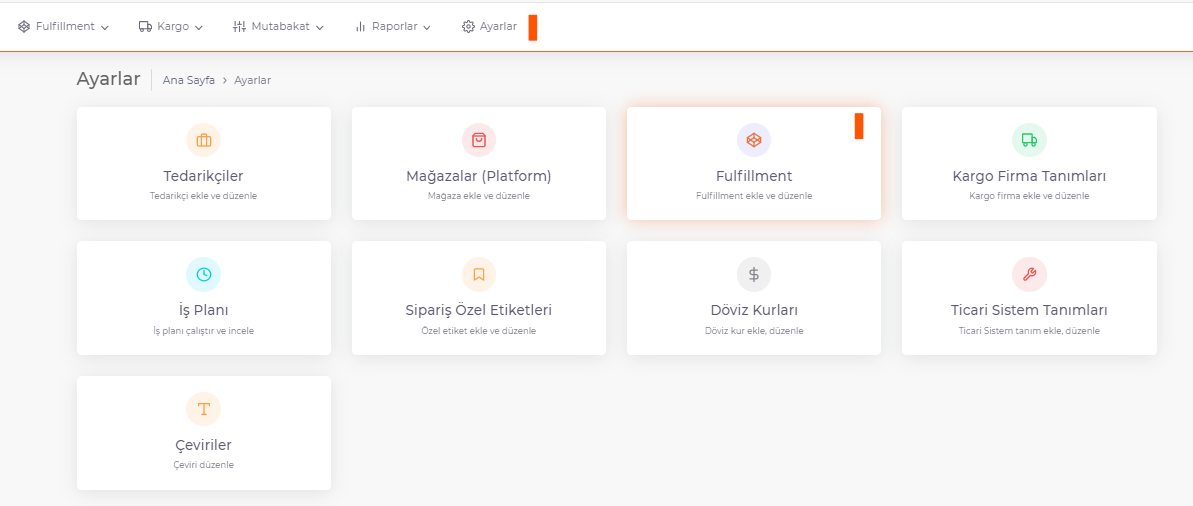 Fulfillment Kargo Mutabakat Raporlar Ayarlar
Ayarlar Ana Sayfa › Ayarlar
Tedarikçiler
Tedarikçi ekle ve düzenle
Mağazalar (Platform)
Mağaza ekle ve düzenle
Fulfillment
Fulfillment ekle ve düzenle
Kargo Firma Tanımları
Kargo firma ekle ve düzenle
İş Planı
İş planı çalıştır ve incele
Sipariş Özel Etiketleri
Özel etiket ekle ve düzenle
Döviz Kurları
Döviz kur ekle, düzenle
Ticari Sistem Tanımları
Ticari Sistem tanım ekle, düzenle
Çeviriler
Çeviri düzenle